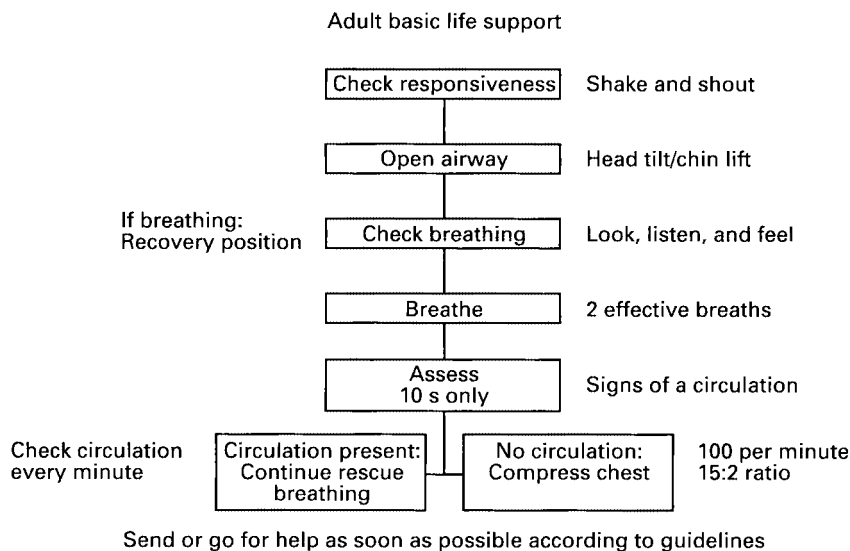 Adult basic life support
Check responsiveness
Shake and shout
Open airway
Head tilt/chin lift
If breathing:
Recovery position
Check breathing
Look, listen, and feel
Breathe
2 effective breaths
Assess
10 s only
Signs of a circulation
Check circulation
every minute
Circulation present:
Continue rescue
breathing
No circulation:
Compress chest
100 per minute
15:2 ratio
Send or go for help as soon as possible according to guidelines